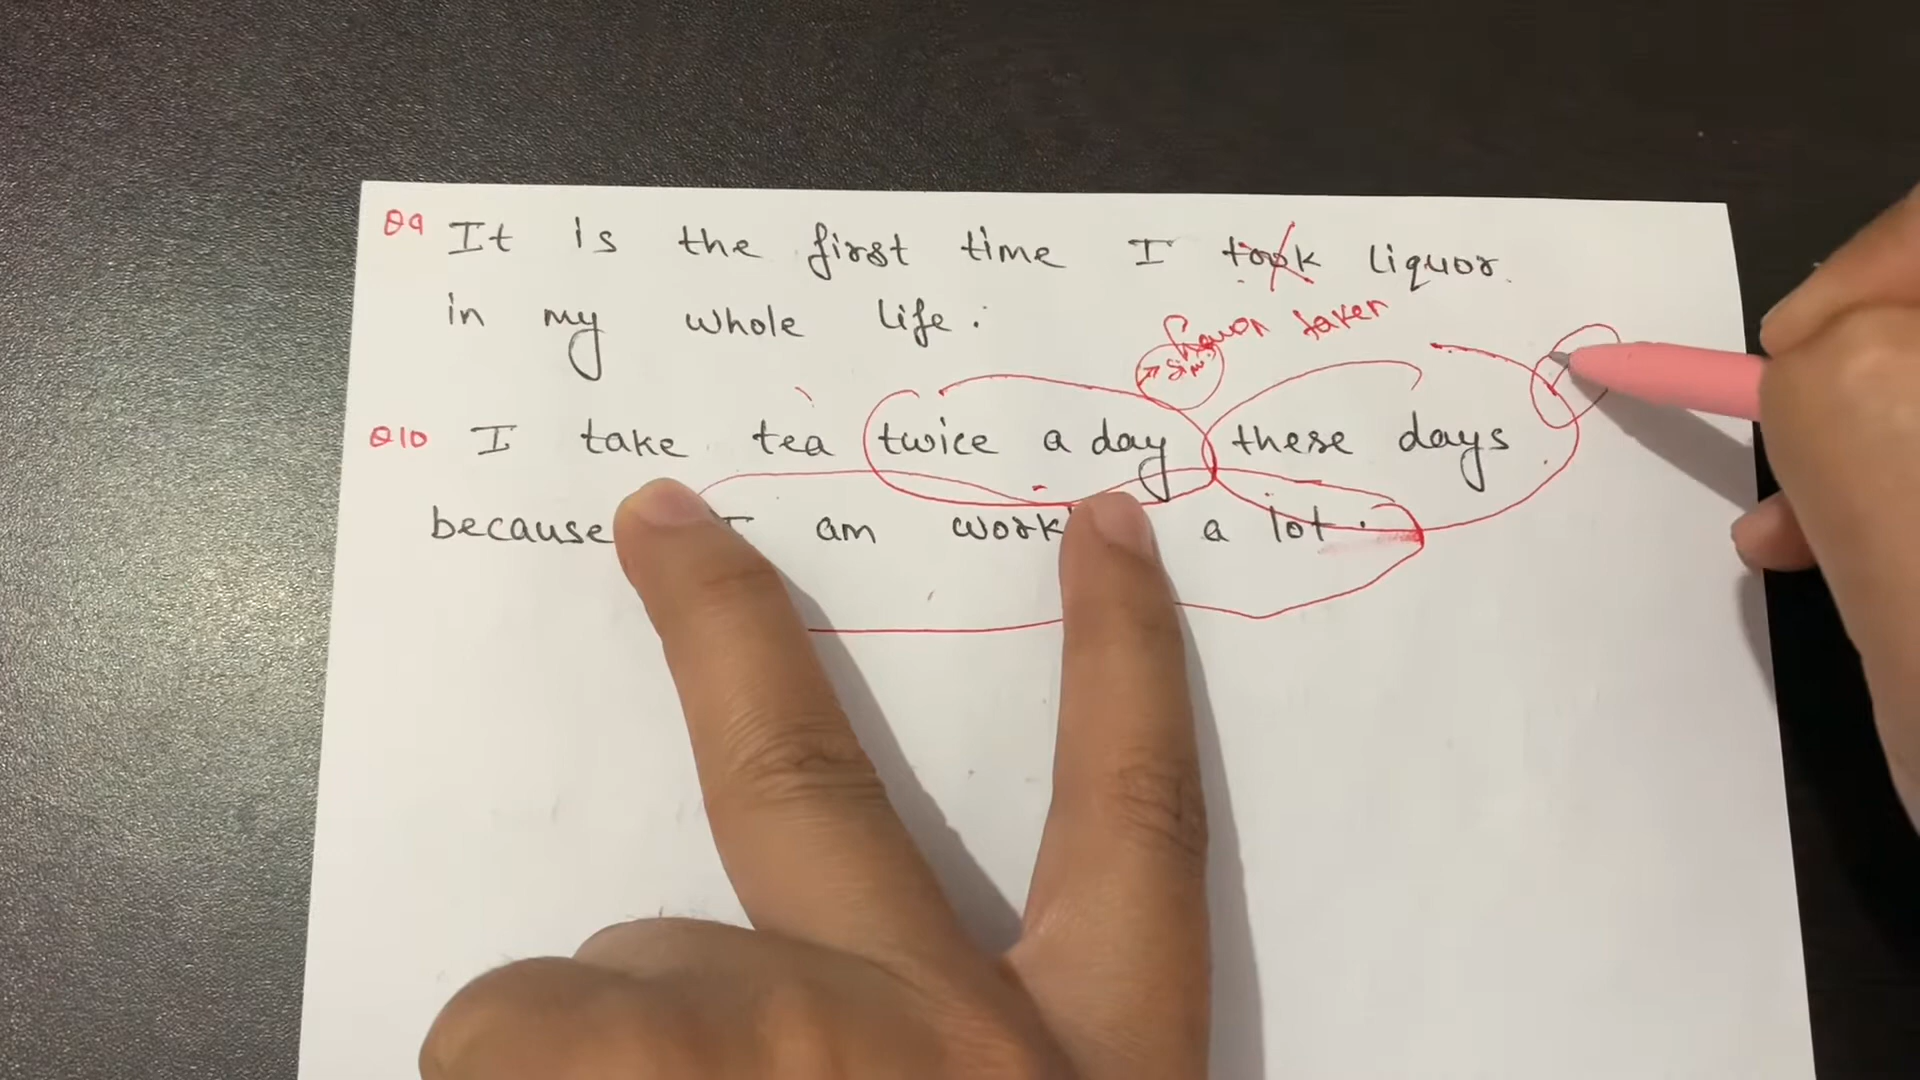 Q9 It is the first time I took liquor
in my whole life.
taken
Q10 I take tea twice a day these days
because I am work a lot.